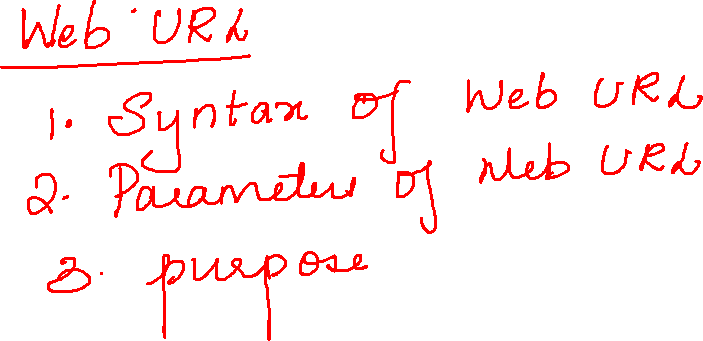 Web URL
1. Syntax of Web URL
2. Parameters of Web URL
3. purpose